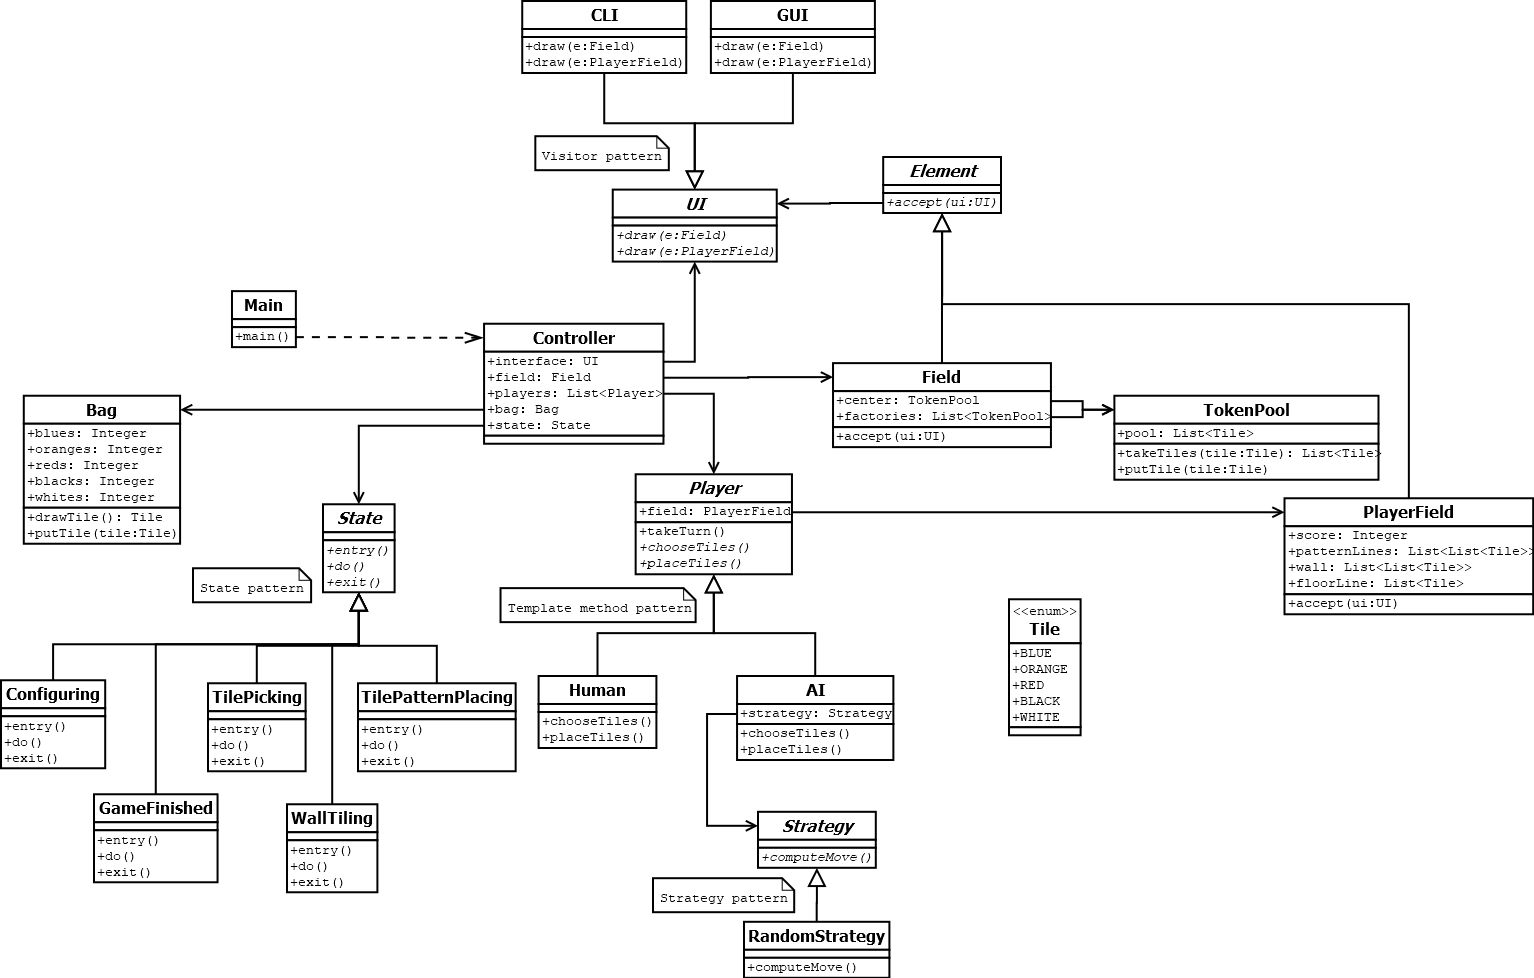 CLI
+draw(e:Field)
+draw(e:PlayerField)
GUI
+draw(e:Field)
+draw(e:PlayerField)
Visitor pattern
Element
+accept(ui:UI)
UI
+draw(e:Field)
+draw(e:PlayerField)
Main
+main()
Controller
+interface: UI
+field: Field
+players: List<Player>
+bag: Bag
+state: State
Field
+center: TokenPool
+factories: List<TokenPool>
+accept(ui:UI)
Bag
+blues: Integer
+oranges: Integer
+reds: Integer
+blacks: Integer
+whites: Integer
+drawTile(): Tile
+putTile(tile:Tile)
TokenPool
+pool: List<Tile>
+takeTiles(tile:Tile): List<Tile>
+putTile(tile:Tile)
Player
+field: PlayerField
+takeTurn()
+chooseTiles()
+placeTiles()
State
+entry()
+do()
+exit()
PlayerField
+score: Integer
+patternLines: List<List<Tile>>
+wall: List<List<Tile>>
+floorLine: List<Tile>
+accept(ui:UI)
State pattern
Template method pattern
<<enum>>
Tile
+BLUE
+ORANGE
+RED
+BLACK
+WHITE
Configuring
+entry()
+do()
+exit()
TilePicking
+entry()
+do()
+exit()
TilePatternPlacing
+entry()
+do()
+exit()
Human
+chooseTiles()
+placeTiles()
AI
+strategy: Strategy
+chooseTiles()
+placeTiles()
GameFinished
+entry()
+do()
+exit()
WallTiling
+entry()
+do()
+exit()
Strategy
+computeMove()
Strategy pattern
RandomStrategy
+computeMove()